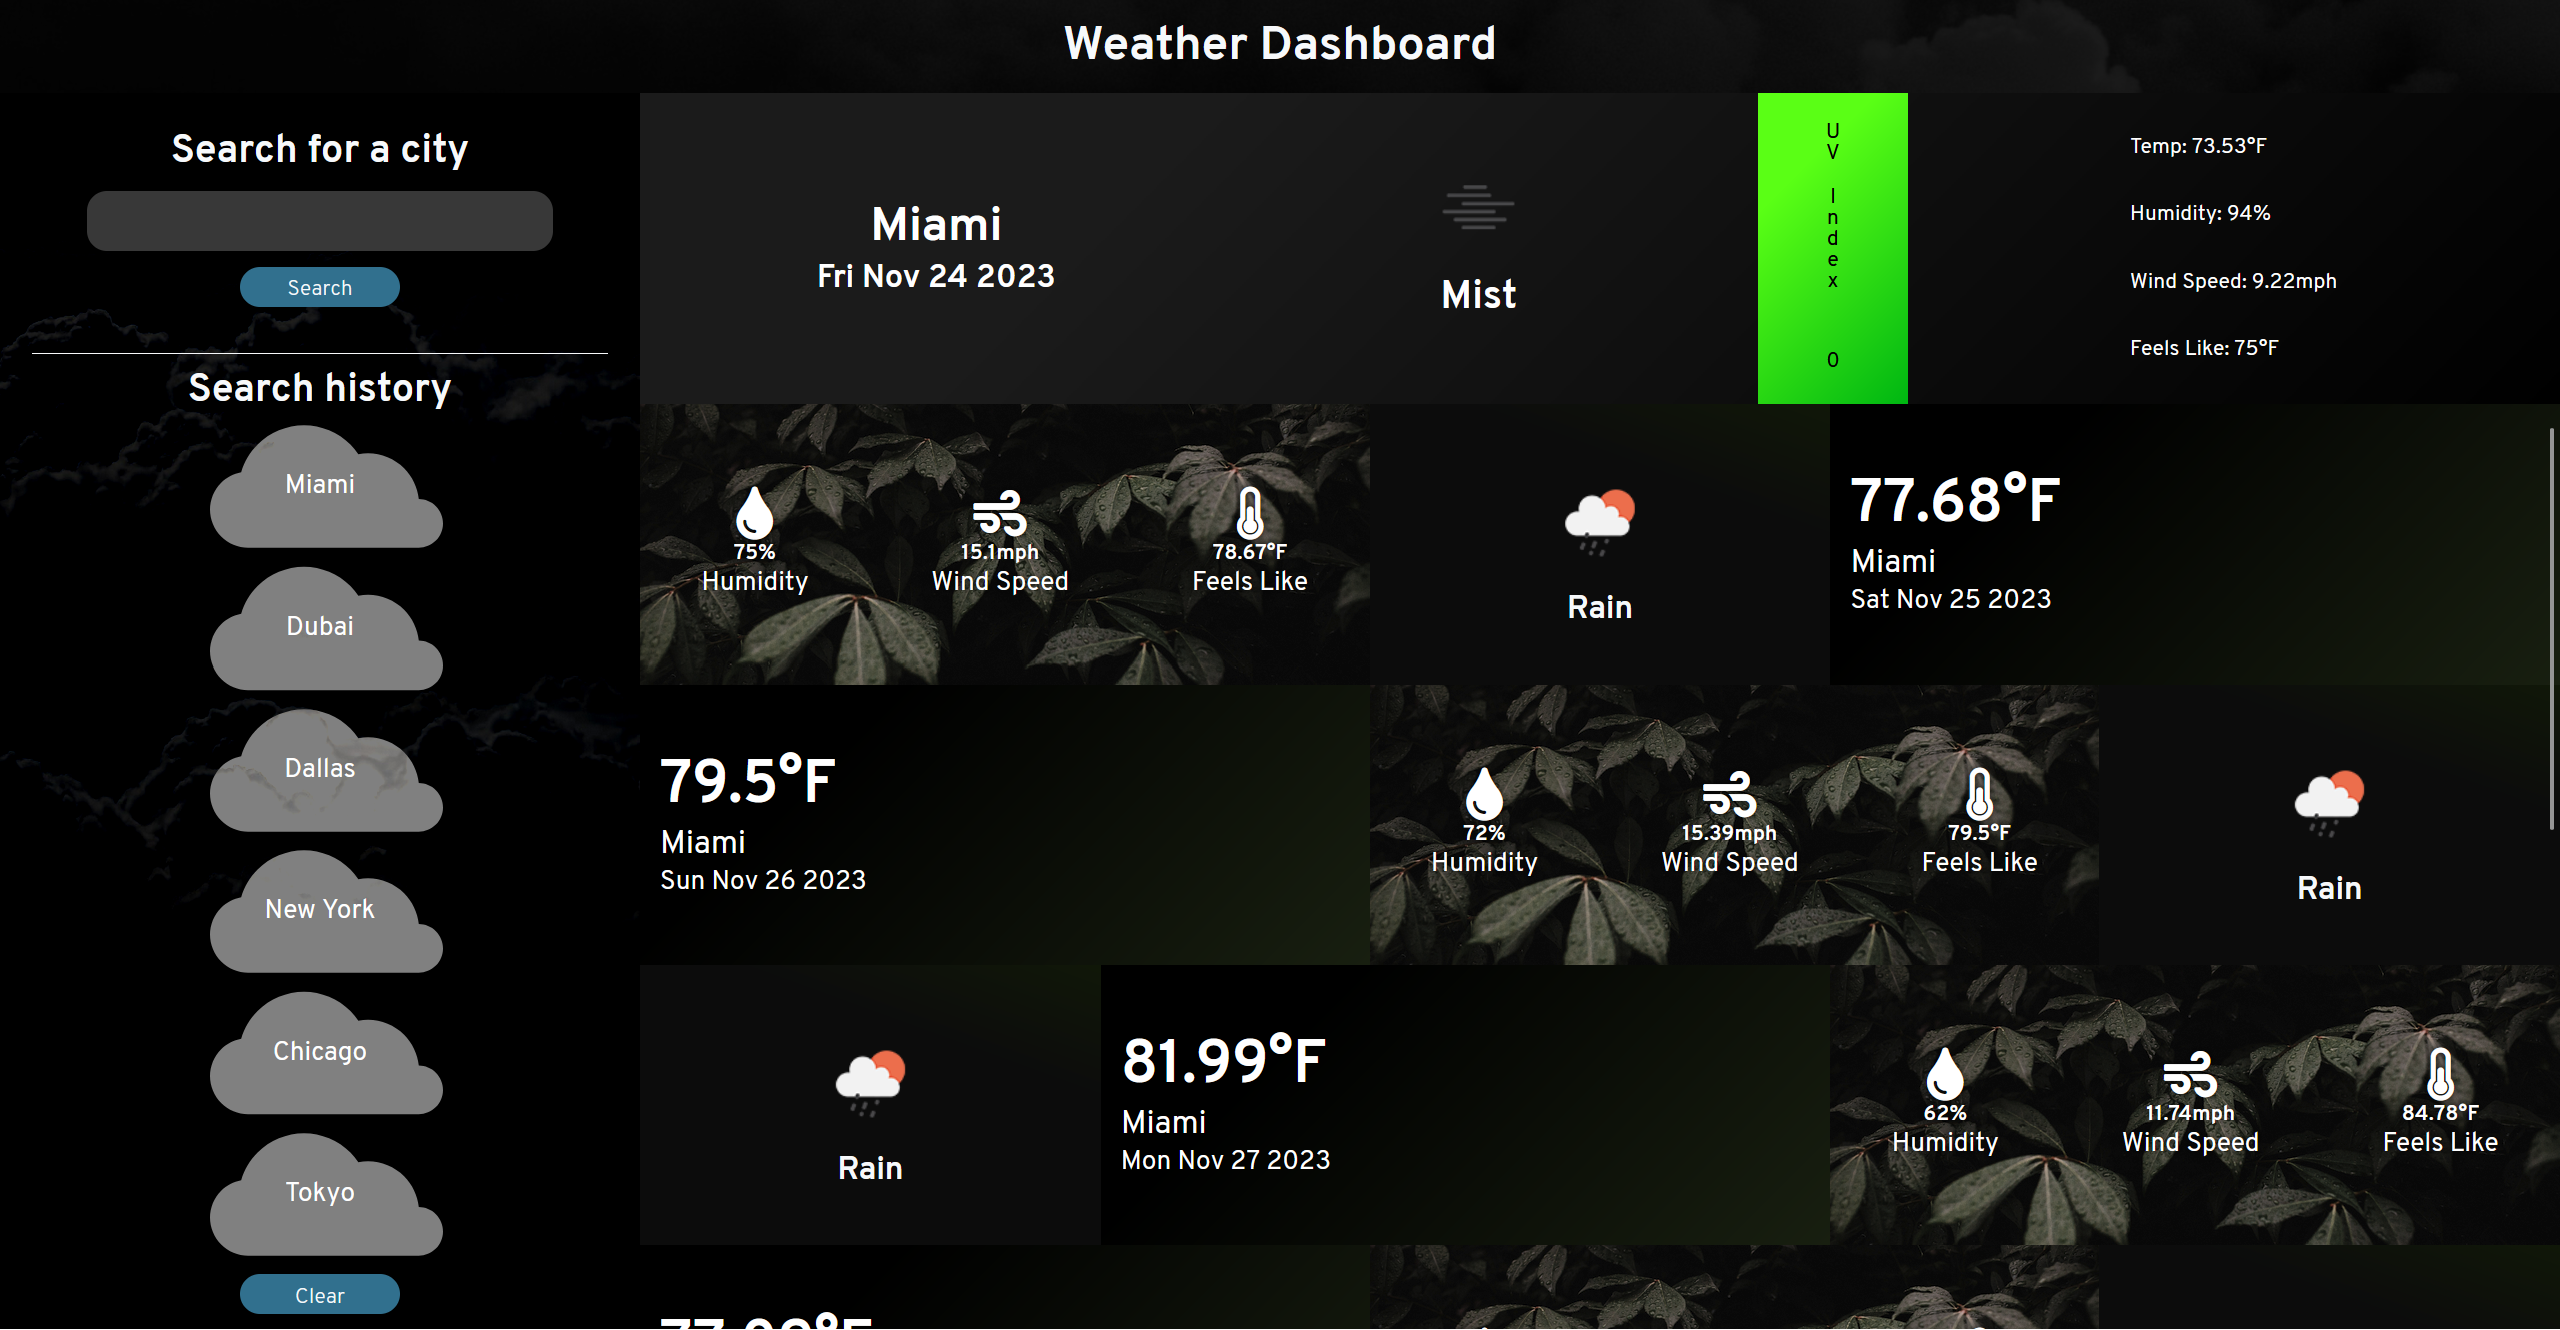 Weather Dashboard
Search for a city
Search
Search history
Miami
Dubai
Dallas
New York
Chicago
Tokyo
Clear
Miami
Fri Nov 24 2023
Mist
UV Index
0
Temp: 73.53°F
Humidity: 94%
Wind Speed: 9.22mph
Feels Like: 75°F
75%
Humidity
15.1mph
Wind Speed
78.67°F
Feels Like
Rain
77.68°F
Miami
Sat Nov 25 2023
79.5°F
Miami
Sun Nov 26 2023
72%
Humidity
15.39mph
Wind Speed
79.5°F
Feels Like
Rain
Rain
81.99°F
Miami
Mon Nov 27 2023
62%
Humidity
11.74mph
Wind Speed
84.78°F
Feels Like